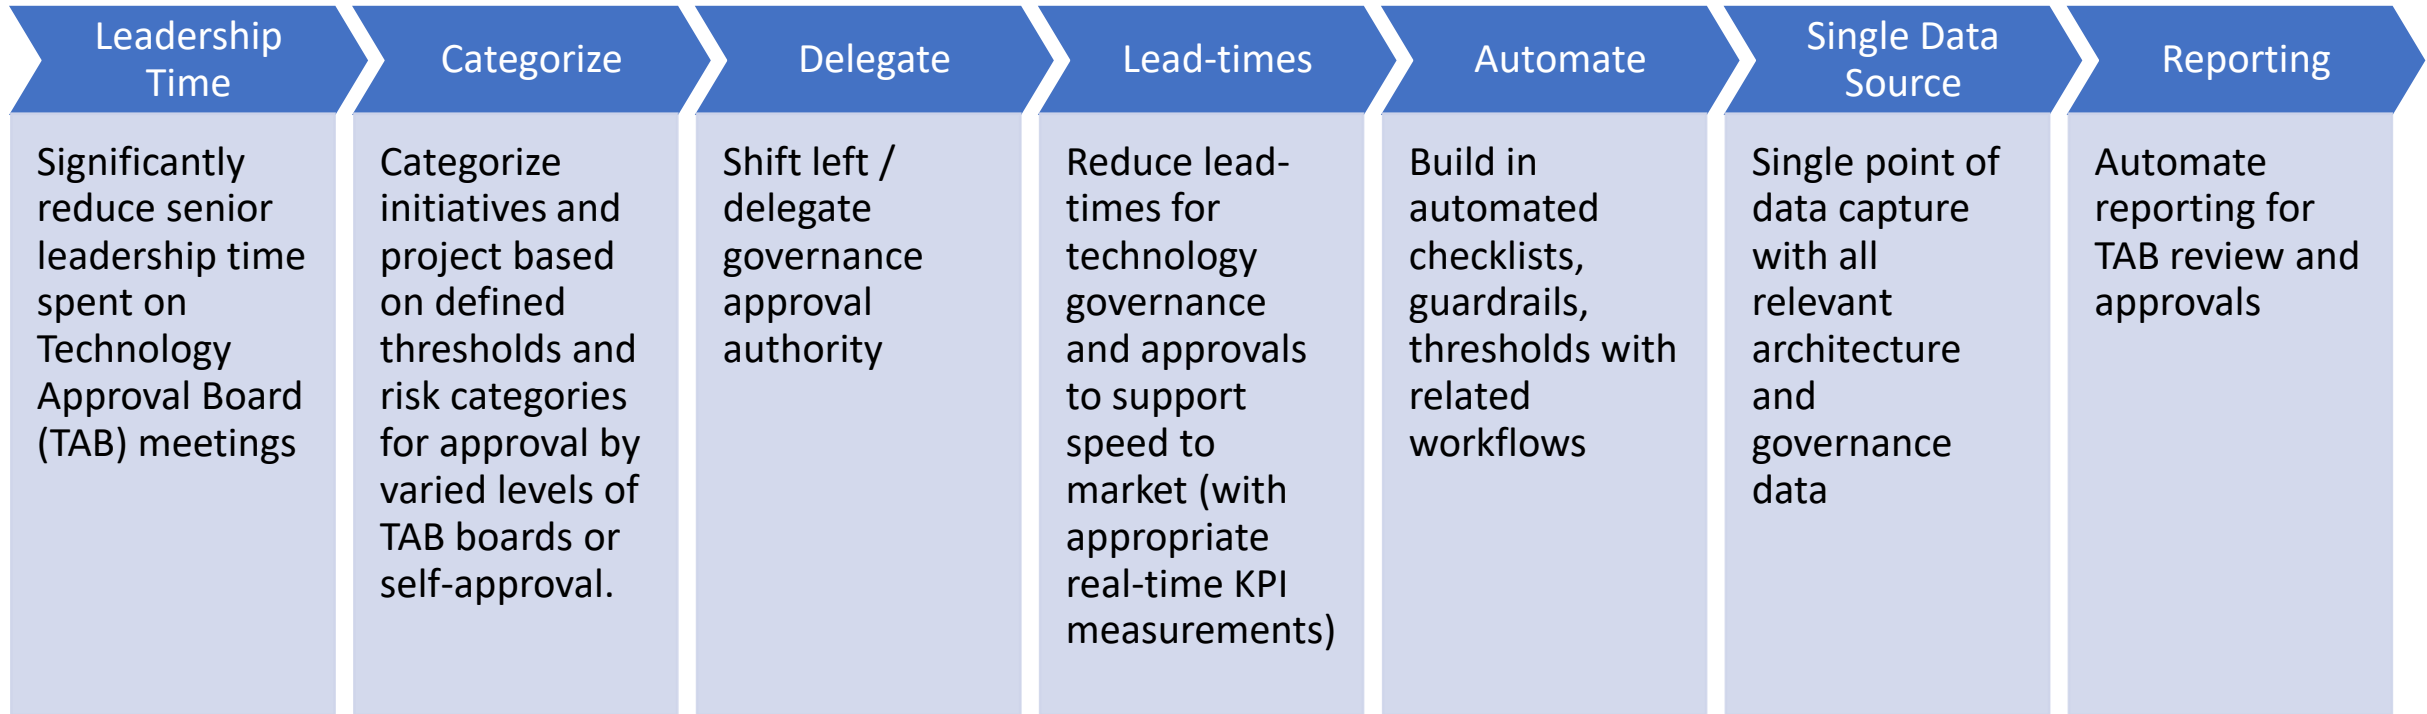 Leadership
Time
Significantly
reduce senior
leadership time
spent on
Technology
Approval Board
(TAB) meetings
Categorize
Categorize
initiatives and
project based
on defined
thresholds and
risk categories
for approval by
varied levels of
TAB boards or
self-approval.
Delegate
Shift left /
delegate
governance
approval
authority
Lead-times
Reduce lead-
times for
technology
governance
and approvals
to support
speed to
market (with
appropriate
real-time KPI
measurements)
Automate
Build in
automated
checklists,
guardrails,
thresholds with
related
workflows
Single Data
Source
Single point of
data capture
with all
relevant
architecture
and
governance
data
Reporting
Automate
reporting for
TAB review and
approvals